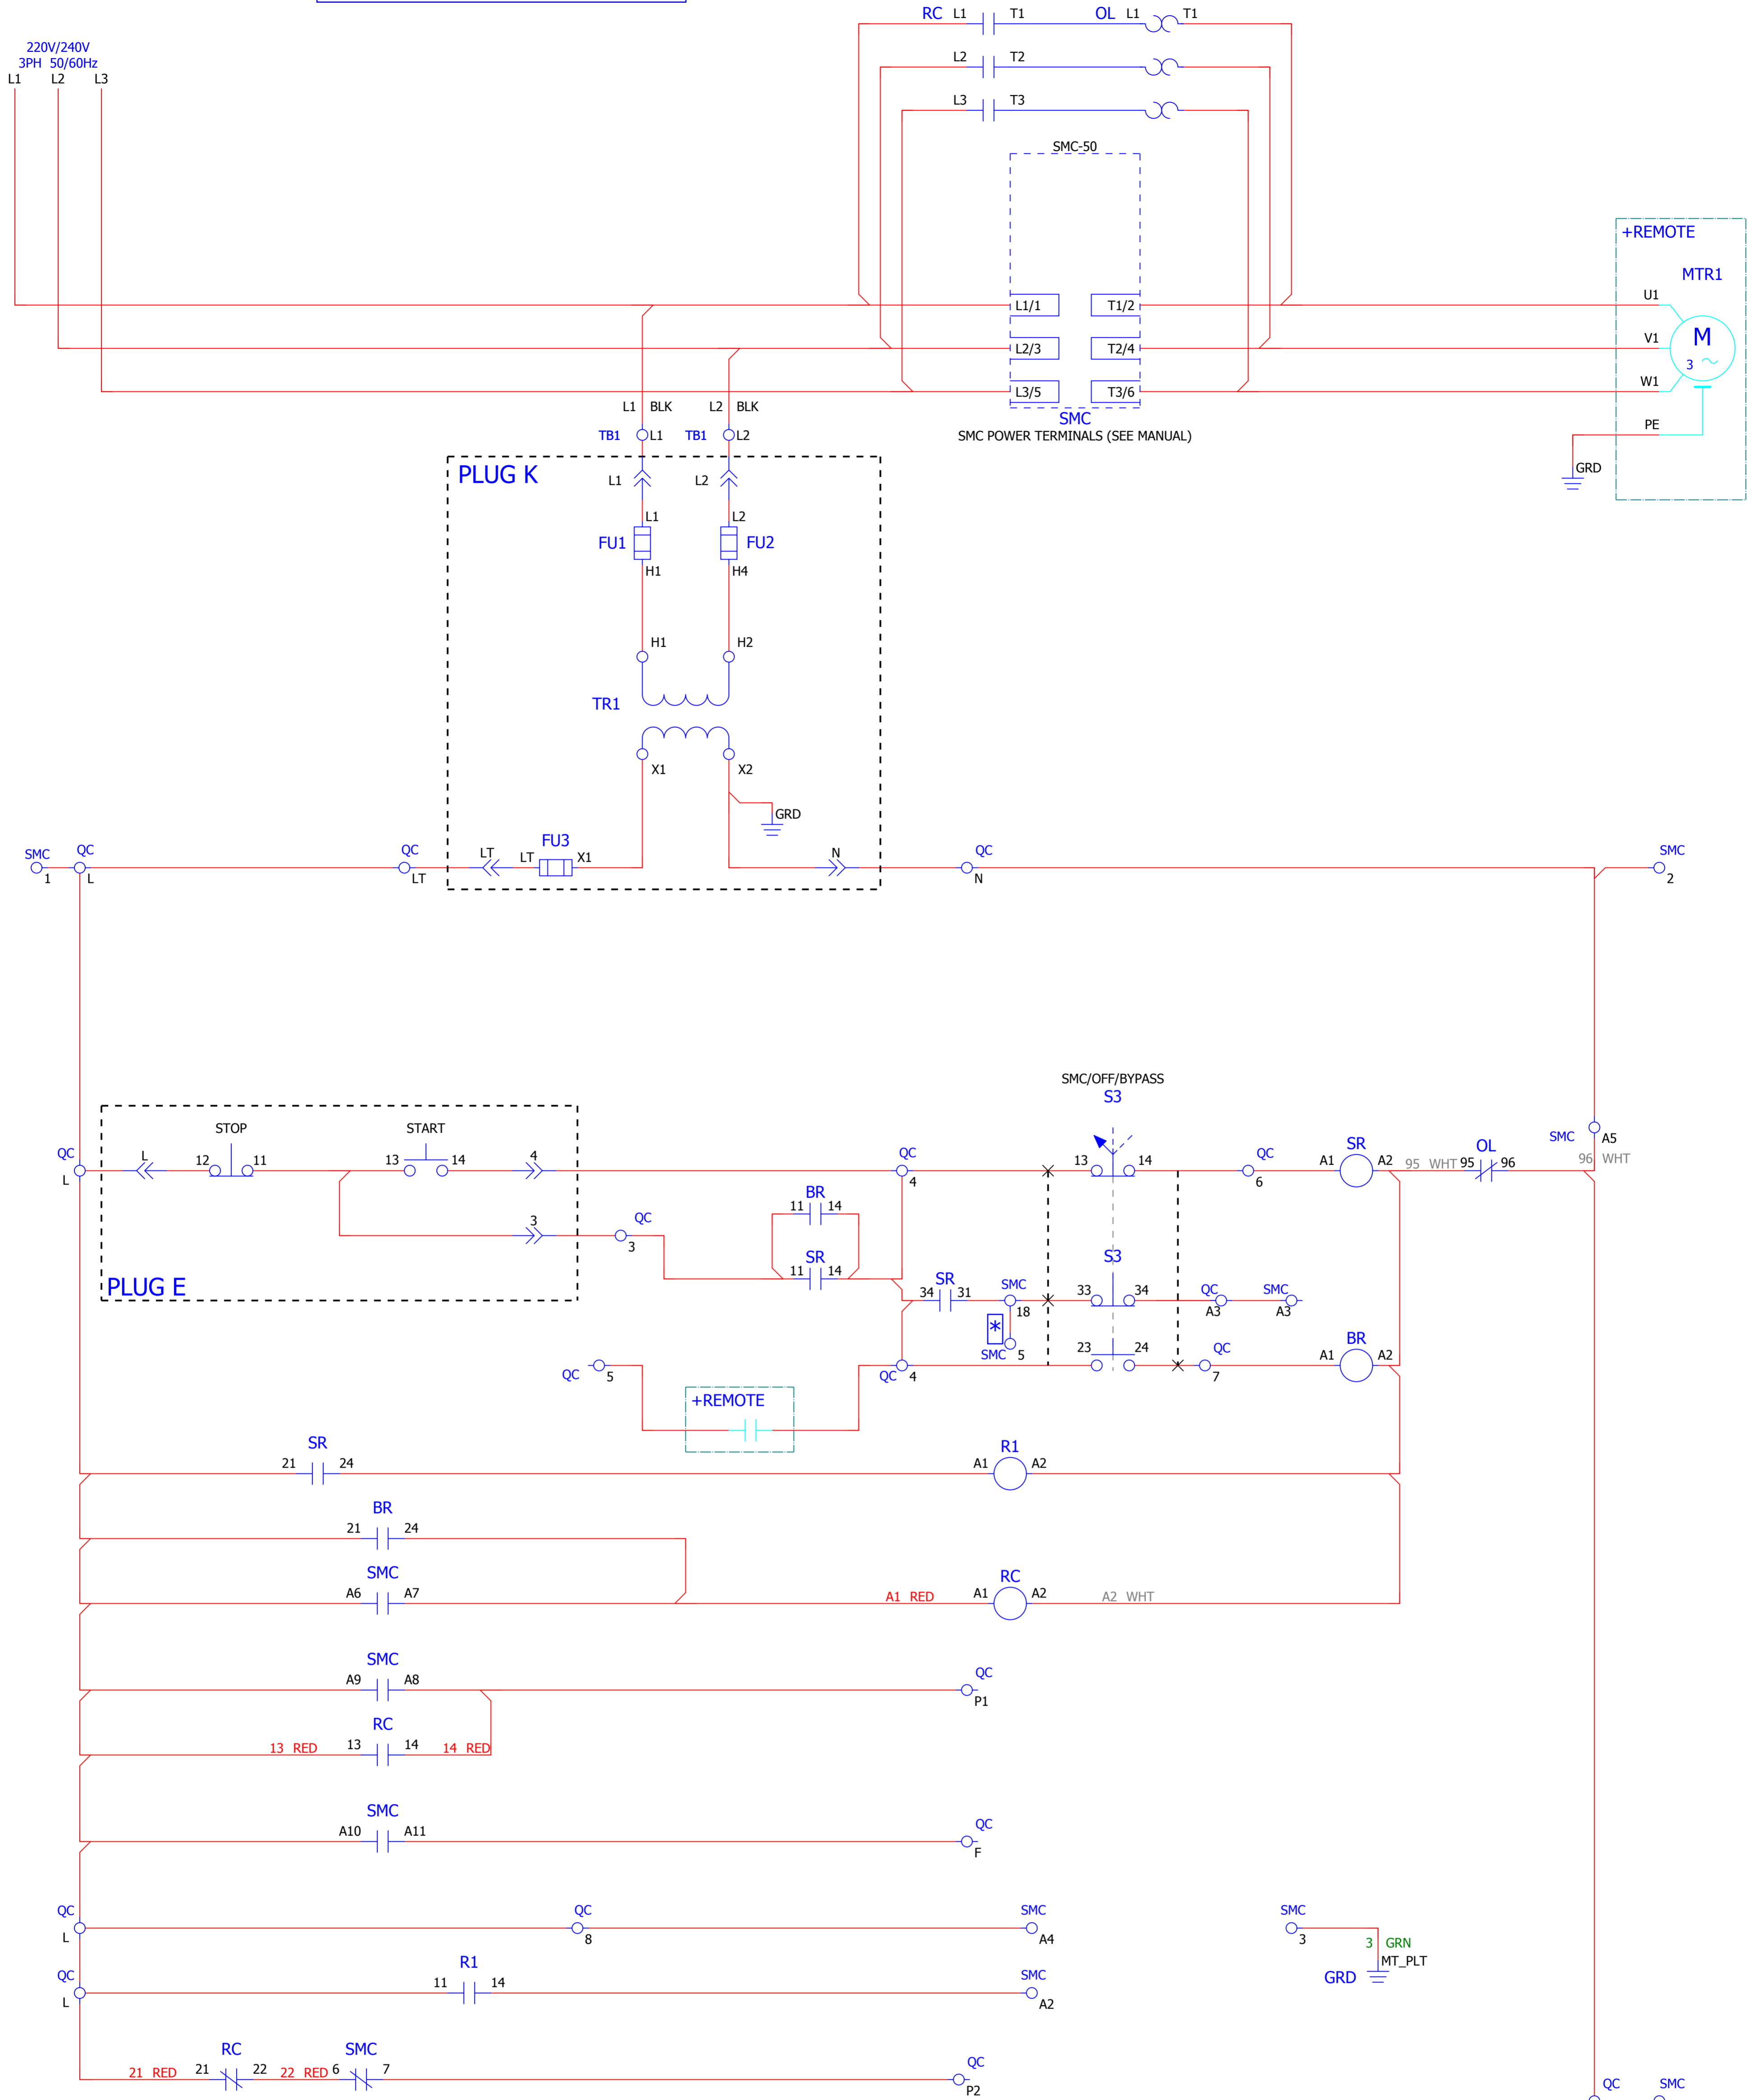 RC L1 T1 OL L1 T1
220V/240V
3PH 50/60Hz
L1 L2 L3
L2 T2
L3 T3
SMC-50
+REMOTE
MTR1
L1/1 T1/2 U1
L2/3 T2/4 V1
M
3
L3/5 T3/6 W1
L1 BLK L2 BLK
SMC
SMC POWER TERMINALS (SEE MANUAL)
PE
TB1 L1 TB1 L2
PLUG K
GRD
L1 L2
L1 L2
FU1 FU2
H1 H4
H1 H2
TR1
X1 X2
GRD
SMC QC QC FU3 QC SMC
LT LT X1 N
1 L LT N 2
SMC/OFF/BYPASS
S3
STOP START
SMC A5
QC L 12 11 13 14 4 QC 13 14 QC SR OL
A1 A2 95 WHT 95 96 96 WHT
L 4 6
BR
11 14
3 QC
3
SR S3
11 14
PLUG E
SR SMC QC SMC
34 31 33 34
18 A3 A3
*
SMC 5 23 24 QC BR
A1 A2
QC 5 QC 4 7
+REMOTE
SR R1
21 24 A1 A2
BR
21 24
SMC RC
A6 A7 A1 RED A1 A2 A2 WHT
SMC QC
A9 A8
P1
RC
13 RED 13 14 14 RED
SMC QC
A10 A11
F
QC QC SMC SMC
L 8 A4 3
3 GRN
MT_PLT
GRD
QC R1 SMC
11 14
L A2
RC SMC
21 RED 21 22 22 RED 6 7 QC
P2
QC SMC